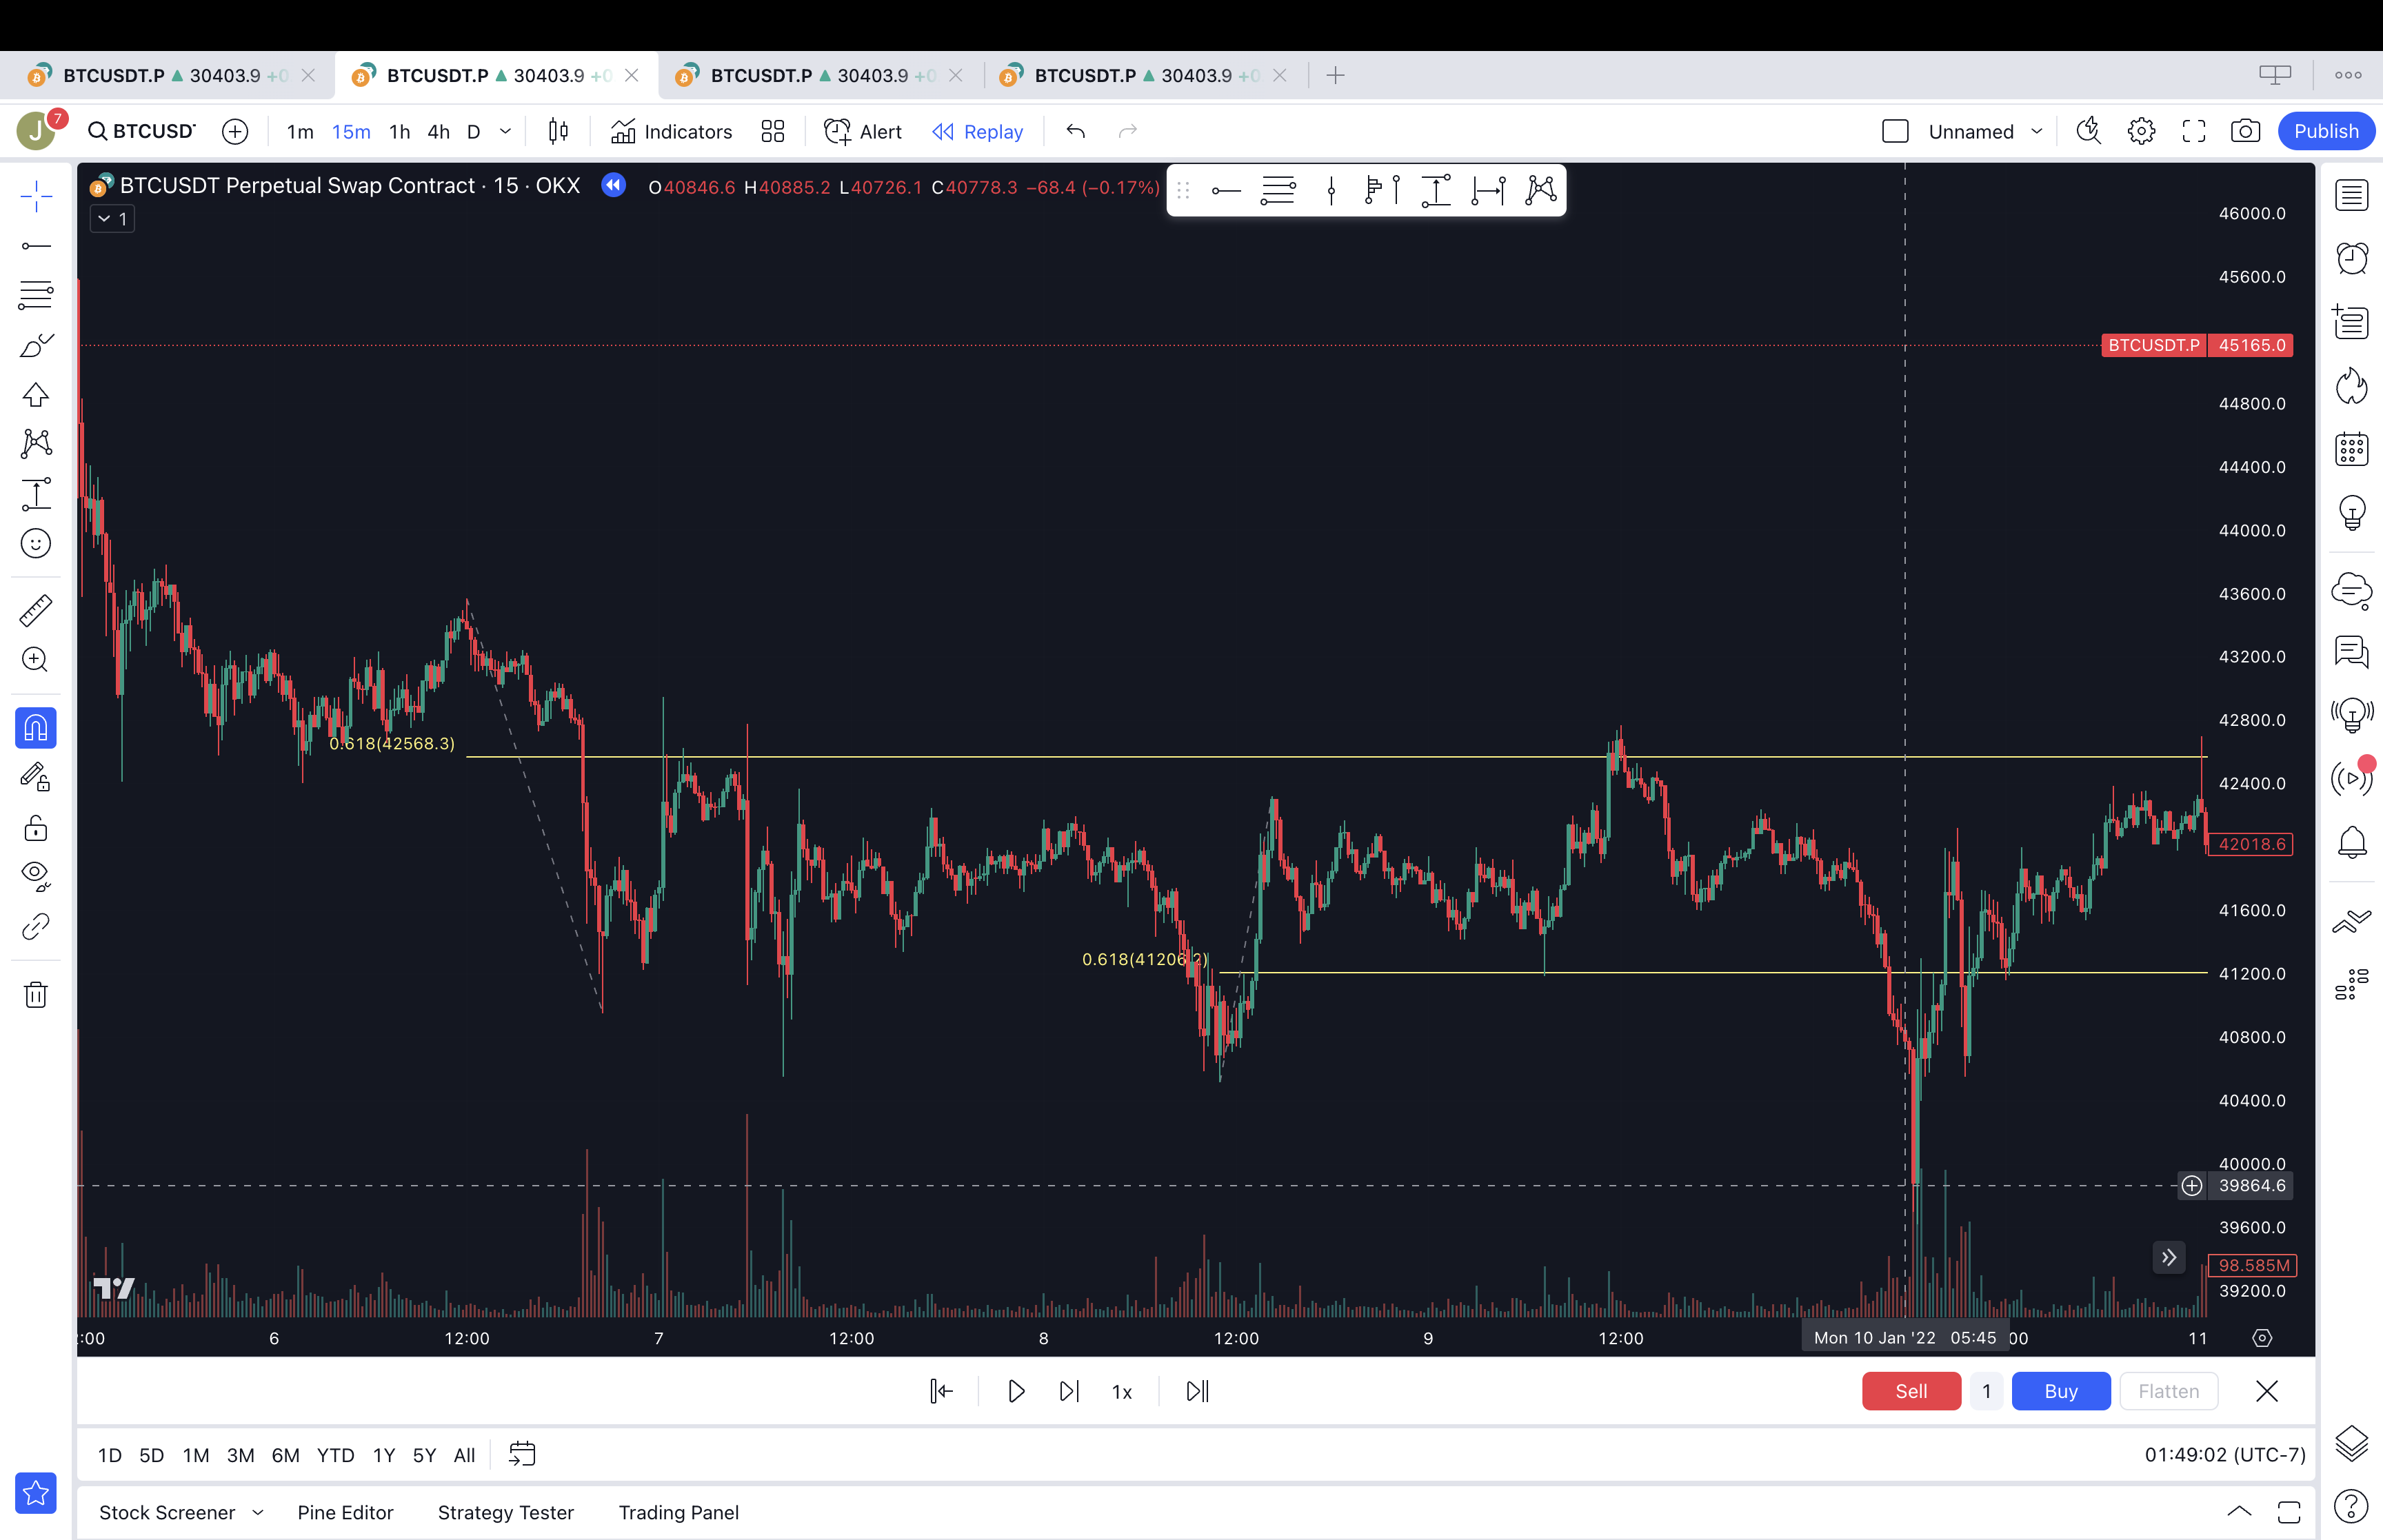 BTCUSDT.P ▲ 30403.9 +0 BTCUSDT.P ▲ 30403.9 +0 BTCUSDT.P ▲ 30403.9 +0 BTCUSDT.P ▲ 30403.9 +0
J 7 BTCUSD 1m 15m 1h 4h D Indicators Alert Replay Unnamed Publish
BTCUSDT Perpetual Swap Contract · 15 · OKX O40846.6 H40885.2 L40726.1 C40778.3 −68.4 (−0.17%)
1
46000.0
45600.0
BTCUSDT.P 45165.0
44800.0
44400.0
44000.0
43600.0
43200.0
42800.0
0.618(42568.3)
42400.0
42018.6
41600.0
0.618(41206.2)
41200.0
40800.0
40400.0
40000.0
39864.6
39600.0
98.585M
39200.0
:00 6 12:00 7 12:00 8 12:00 9 12:00 Mon 10 Jan '22 05:45 00 11
1x Sell 1 Buy Flatten
1D 5D 1M 3M 6M YTD 1Y 5Y All 01:49:02 (UTC-7)
Stock Screener Pine Editor Strategy Tester Trading Panel